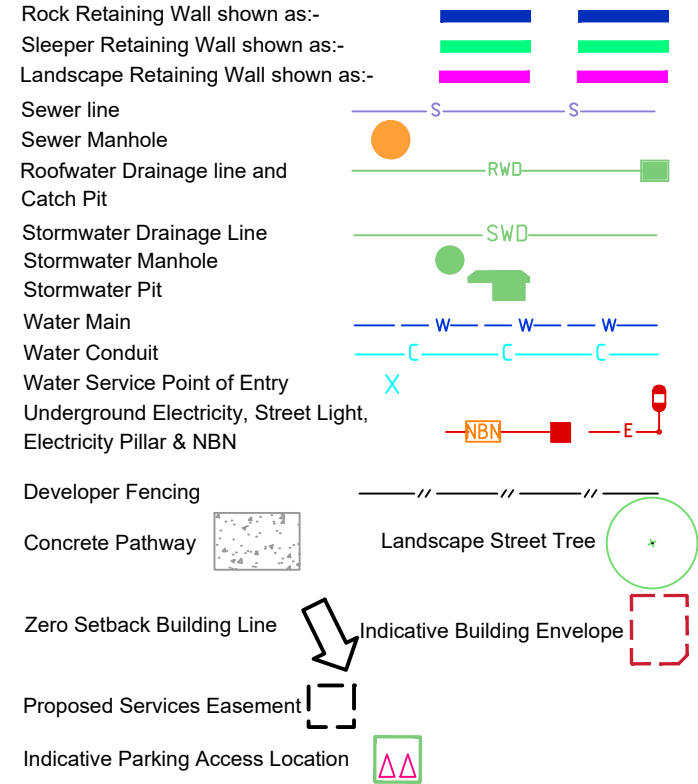 Rock Retaining Wall shown as:-
Sleeper Retaining Wall shown as:-
Landscape Retaining Wall shown as:-
Sewer line S S
Sewer Manhole
Roofwater Drainage line and RWD
Catch Pit
Stormwater Drainage Line SWD
Stormwater Manhole
Stormwater Pit
Water Main W W W
Water Conduit C C C
Water Service Point of Entry X
Underground Electricity, Street Light,
Electricity Pillar & NBN NBN E
Developer Fencing
Concrete Pathway Landscape Street Tree
Zero Setback Building Line Indicative Building Envelope
Proposed Services Easement
Indicative Parking Access Location